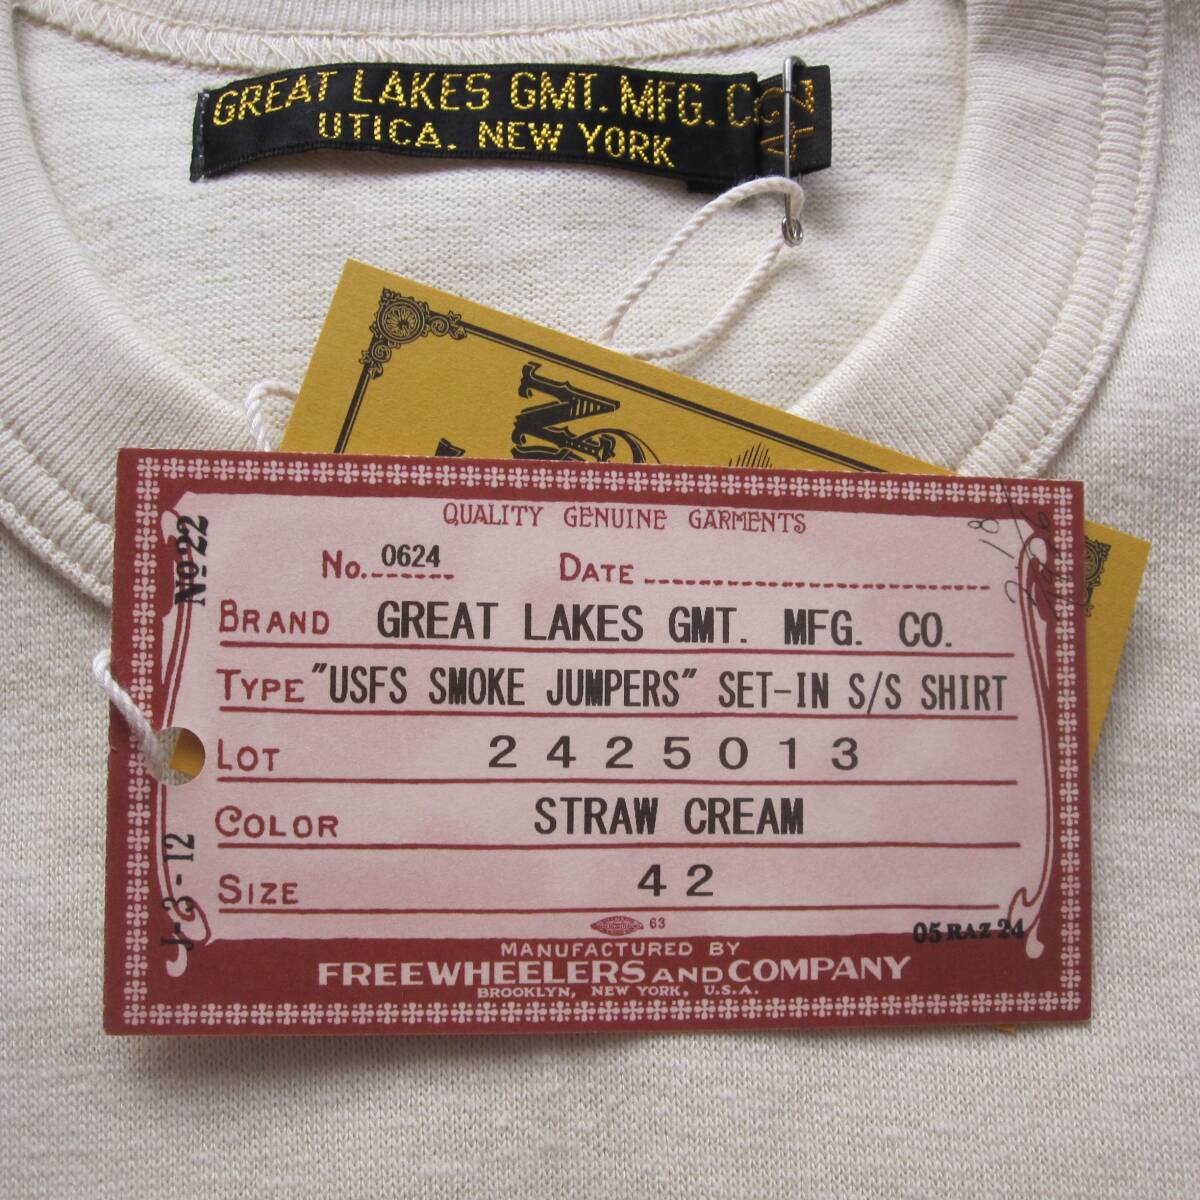 GREAT LAKES GMT. MFG. C
UTICA, NEW YORK
42
QUALITY GENUINE GARMENTS
No. 0624 DATE
BRAND GREAT LAKES GMT. MFG. CO.
TYPE "USFS SMOKE JUMPERS" SET-IN S/S SHIRT
LOT 2425013
COLOR STRAW CREAM
SIZE 42
63
MANUFACTURED BY
FREEWHEELERS AND COMPANY
BROOKLYN, NEW YORK, U.S.A.
No 22
J-3-12
05 RAZ 24
18